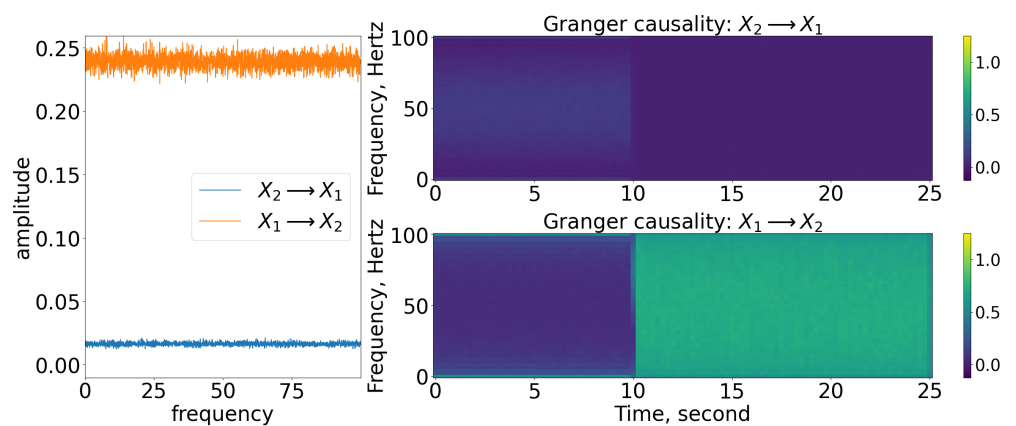 amplitude
0.25
0.20
0.15
0.10
0.05
0.00
X₂ ⟶ X₁
X₁ ⟶ X₂
0 25 50 75
frequency
Granger causality: X₂ ⟶ X₁
Frequency, Hertz
100
50
0
0 5 10 15 20 25
1.0
0.5
0.0
Granger causality: X₁ ⟶ X₂
Frequency, Hertz
100
50
0
0 5 10 15 20 25
Time, second
1.0
0.5
0.0